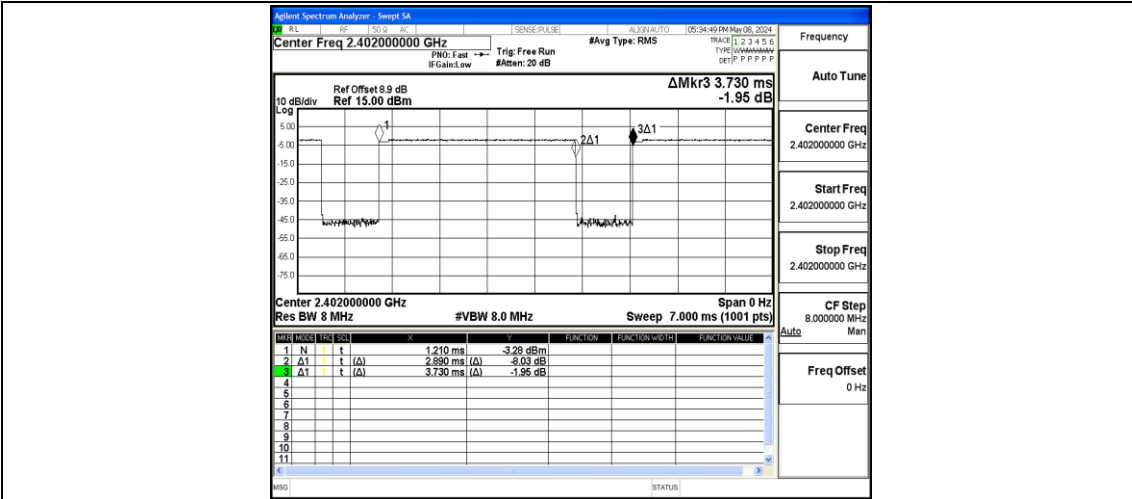 Agilent Spectrum Analyzer - Swept SA
RL RF 50 Ω AC SENSE:PULSE ALIGN AUTO 05:34:49 PM May 08, 2024
Center Freq 2.402000000 GHz
PNO: Fast
IFGain:Low
Trig: Free Run
#Atten: 20 dB
#Avg Type: RMS
TRACE 1 2 3 4 5 6
TYPE
DET P P P P P P
Frequency
Auto Tune
Center Freq
2.402000000 GHz
Start Freq
2.402000000 GHz
Stop Freq
2.402000000 GHz
CF Step
8.000000 MHz
Auto Man
Freq Offset
0 Hz
ΔMkr3 3.730 ms
-1.95 dB
Ref Offset 8.9 dB
10 dB/div Ref 15.00 dBm
Log
5.00
-5.00
-15.0
-25.0
-35.0
-45.0
-55.0
-65.0
-75.0
1
2Δ1
3Δ1
Center 2.402000000 GHz Span 0 Hz
Res BW 8 MHz #VBW 8.0 MHz Sweep 7.000 ms (1001 pts)
MKR MODE TRC SCL X Y FUNCTION FUNCTION WIDTH FUNCTION VALUE
1 N 1 t 1.210 ms -3.28 dBm
2 Δ1 1 t (Δ) 2.890 ms (Δ) -8.03 dB
3 Δ1 1 t (Δ) 3.730 ms (Δ) -1.95 dB
4
5
6
7
8
9
10
11
MSG STATUS